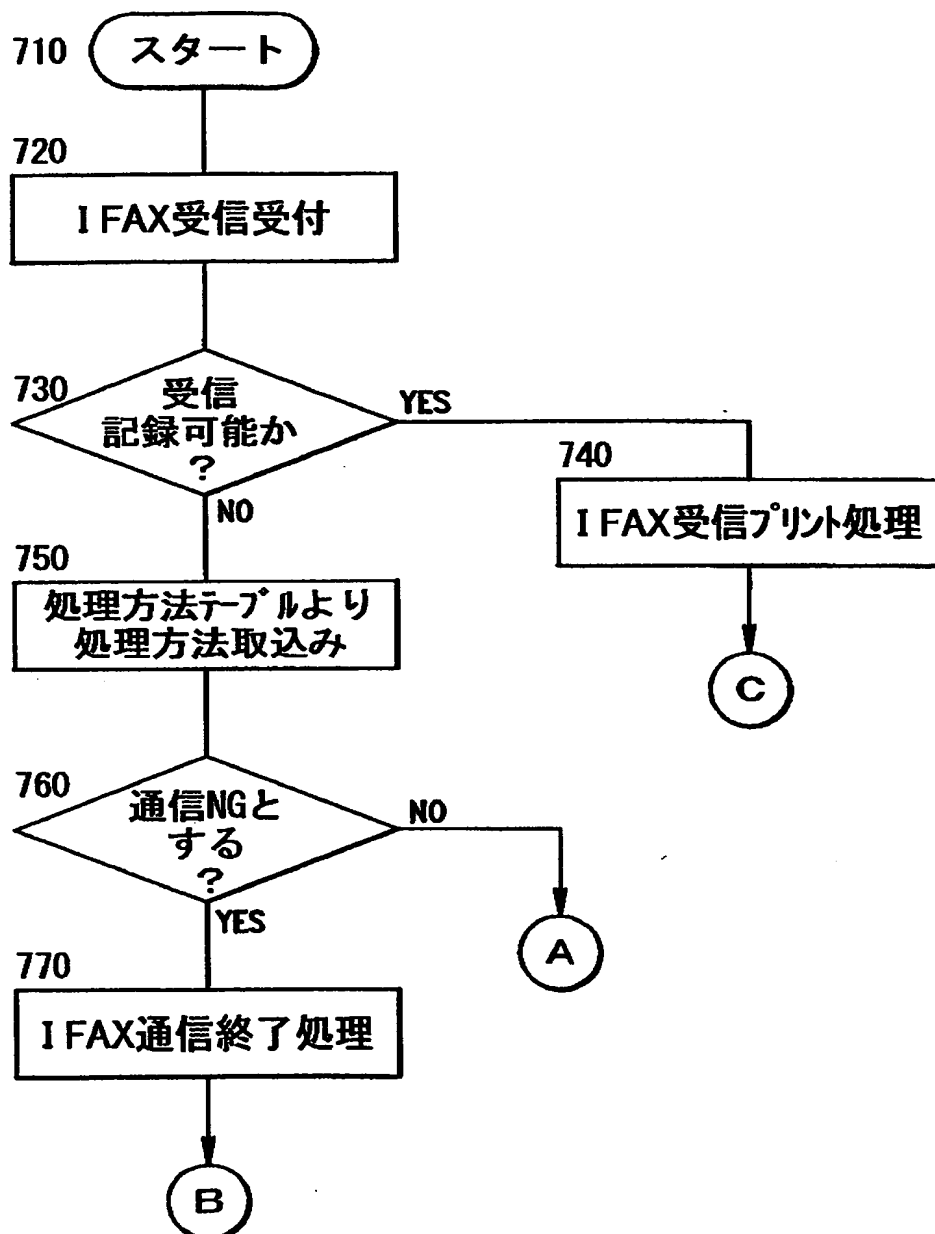 710
スタート
720
I FAX受信受付
730
受信
記録可能か
?
YES
NO
740
I FAX受信プリント処理
C
750
処理方法テーブルより
処理方法取込み
760
通信NGと
する
?
NO
YES
A
770
I FAX通信終了処理
B